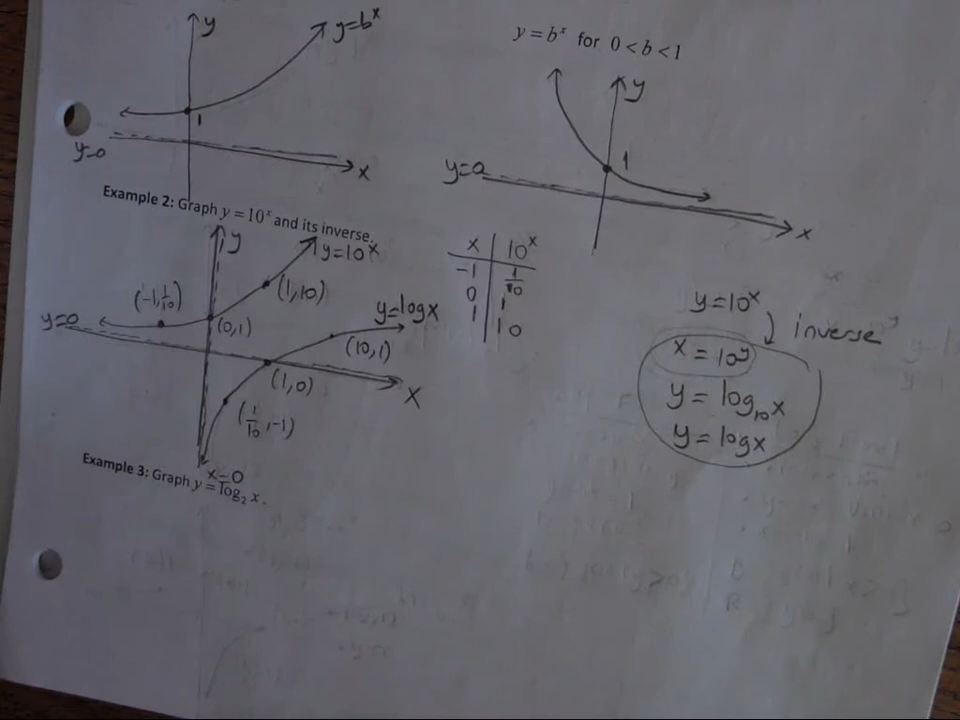 y
y=b^x
1
y=0
x
y = b^x for 0 < b < 1
y
1
y=0
x
Example 2: Graph y = 10^x and its inverse.
y
y=10^x
(-1, 1/10)
(0,1)
(1,10)
y=0
y=log x
(10,1)
(1,0)
x
(1/10, -1)
x=0
x | 10^x
-1 | 1/10
0 | 1
1 | 10
y=10^x
inverse
x = 10^y
y = log_10 x
y = log x
Example 3: Graph y = log_2 x.